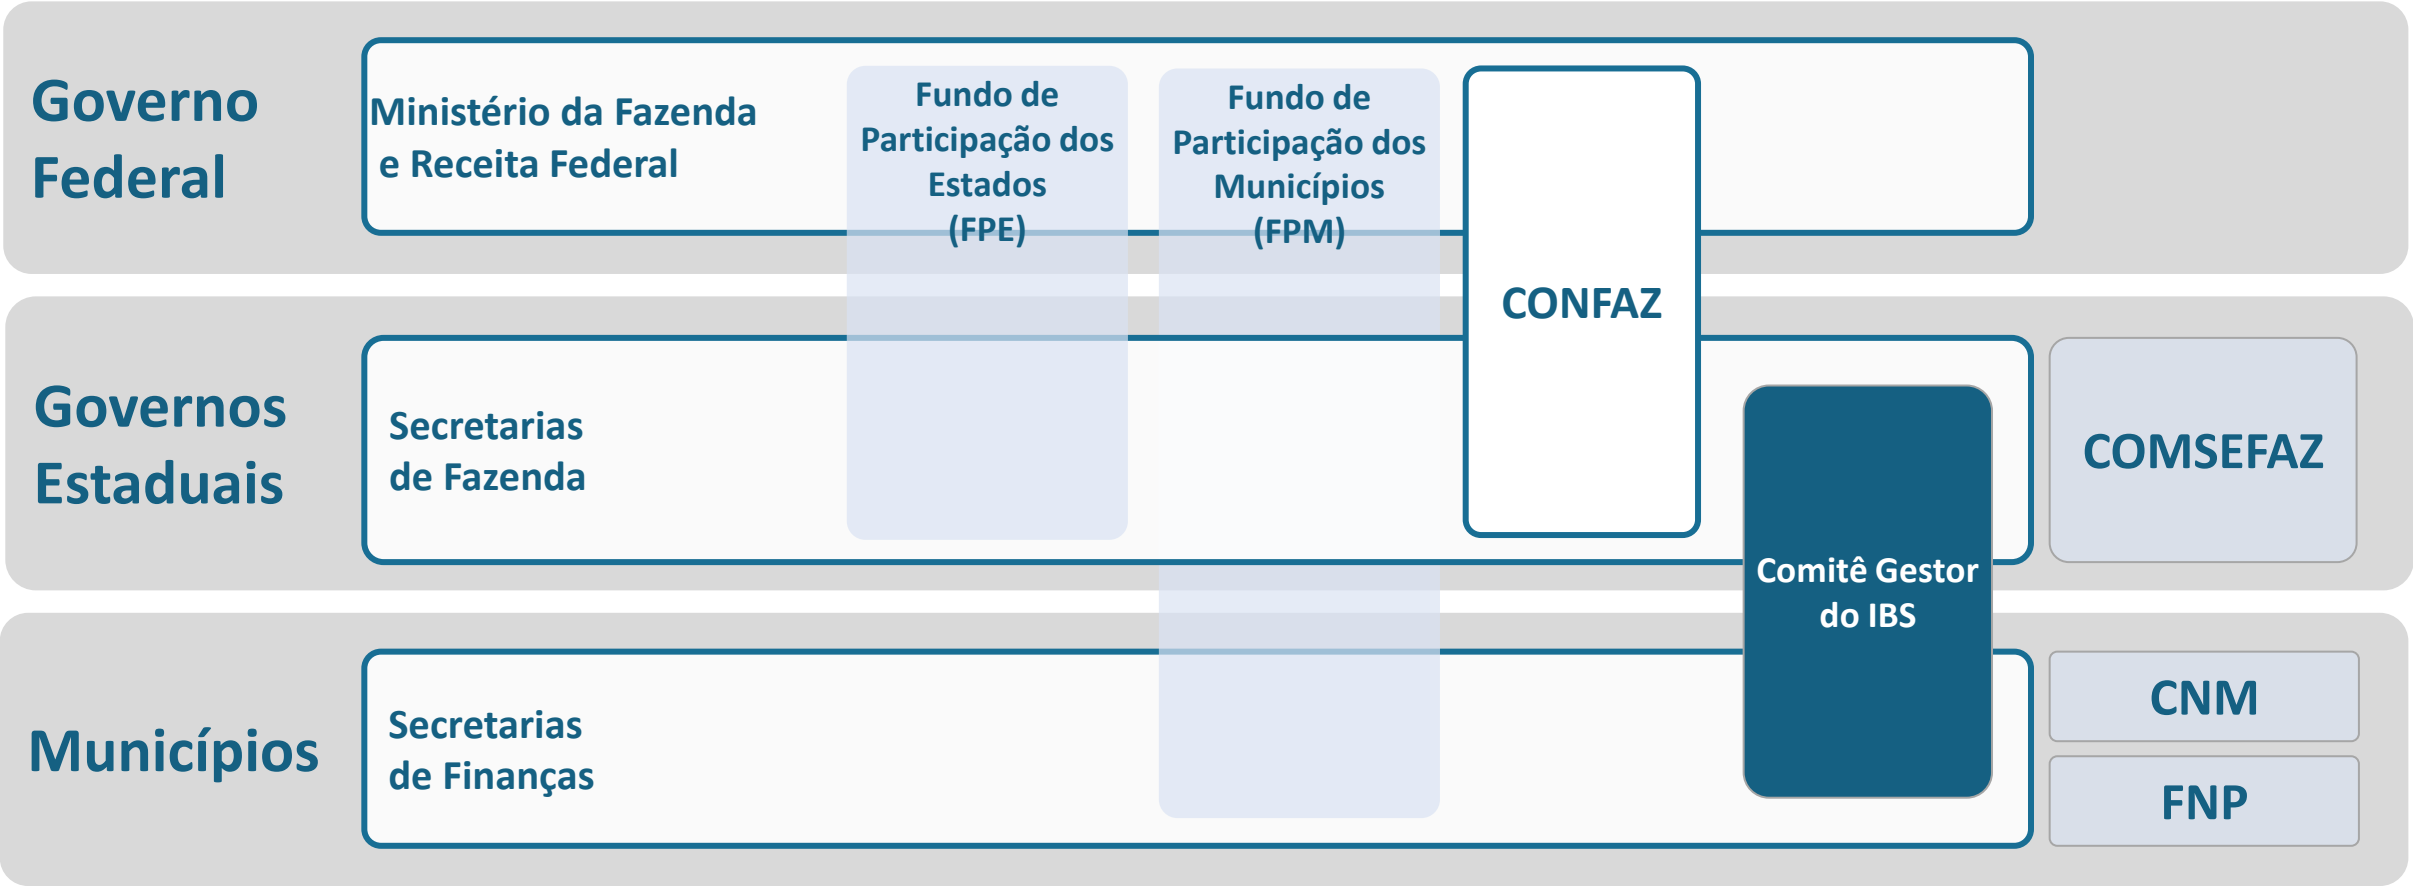 Governo
Federal
Ministério da Fazenda
e Receita Federal
Fundo de
Participação dos
Estados
(FPE)
Fundo de
Participação dos
Municípios
(FPM)
CONFAZ
Governos
Estaduais
Secretarias
de Fazenda
COMSEFAZ
Comitê Gestor
do IBS
Municípios
Secretarias
de Finanças
CNM
FNP